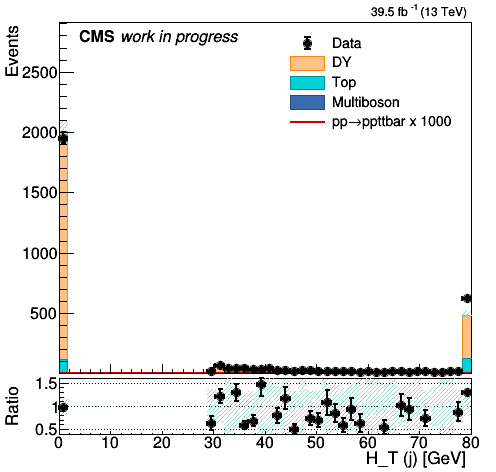 39.5 fb⁻¹ (13 TeV)
CMS work in progress
Events
Data
DY
Top
Multiboson
pp→ppttbar x 1000
2500
2000
1500
1000
500
Ratio
1.5
1
0.5
0 10 20 30 40 50 60 70 80
H_T (j) [GeV]